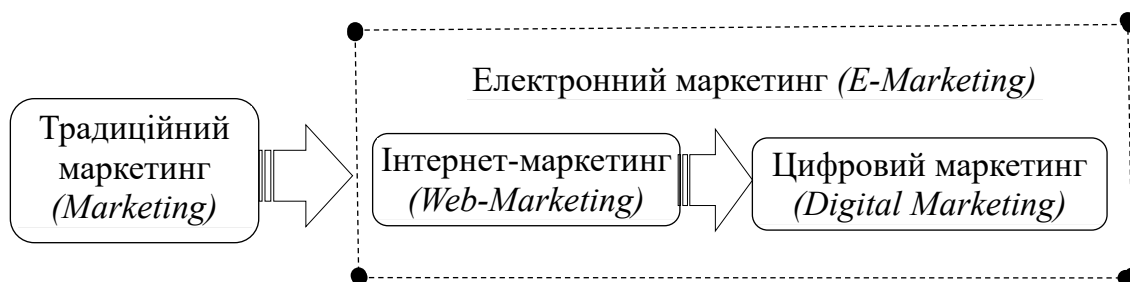 Електронний маркетинг (E-Marketing)
Традиційний
маркетинг
(Marketing)
Інтернет-маркетинг
(Web-Marketing)
Цифровий маркетинг
(Digital Marketing)